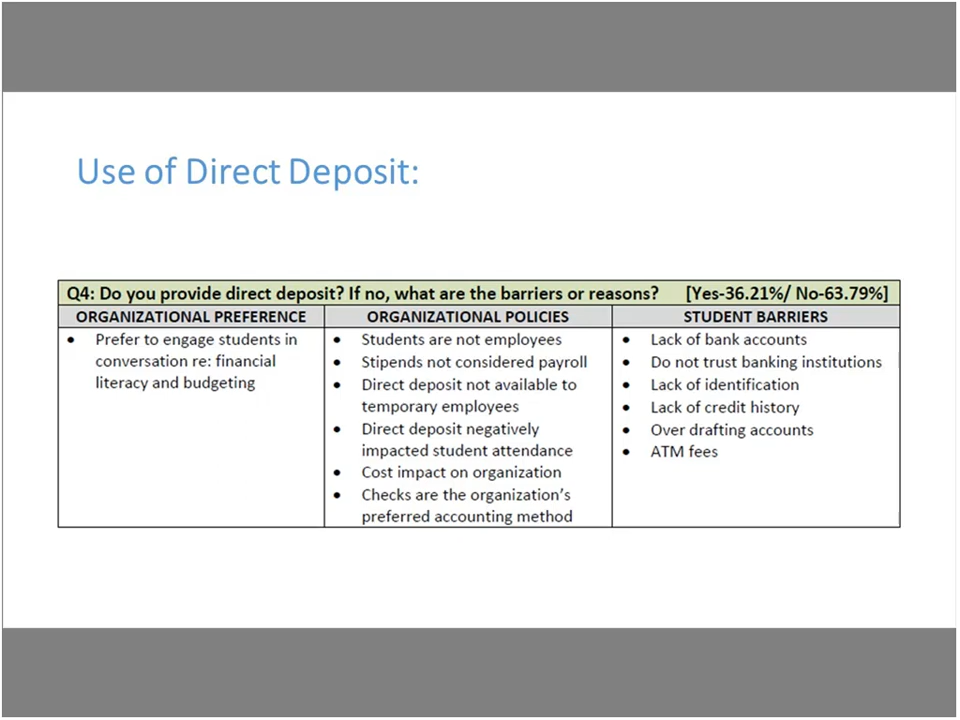 Use of Direct Deposit:
Q4: Do you provide direct deposit? If no, what are the barriers or reasons? [Yes-36.21%/ No-63.79%]
ORGANIZATIONAL PREFERENCE
• Prefer to engage students in
conversation re: financial
literacy and budgeting
ORGANIZATIONAL POLICIES
• Students are not employees
• Stipends not considered payroll
• Direct deposit not available to
temporary employees
• Direct deposit negatively
impacted student attendance
• Cost impact on organization
• Checks are the organization's
preferred accounting method
STUDENT BARRIERS
• Lack of bank accounts
• Do not trust banking institutions
• Lack of identification
• Lack of credit history
• Over drafting accounts
• ATM fees